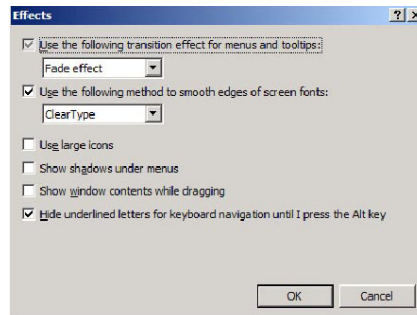 Effects
Use the following transition effect for menus and tooltips:
Fade effect
Use the following method to smooth edges of screen fonts:
ClearType
Use large icons
Show shadows under menus
Show window contents while dragging
Hide underlined letters for keyboard navigation until I press the Alt key
OK Cancel